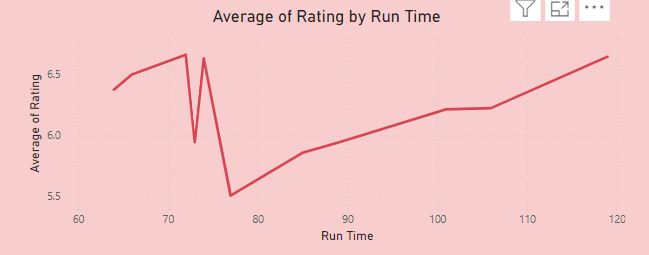 Average of Rating by Run Time
Average of Rating
6.5
6.0
5.5
60 70 80 90 100 110 120
Run Time